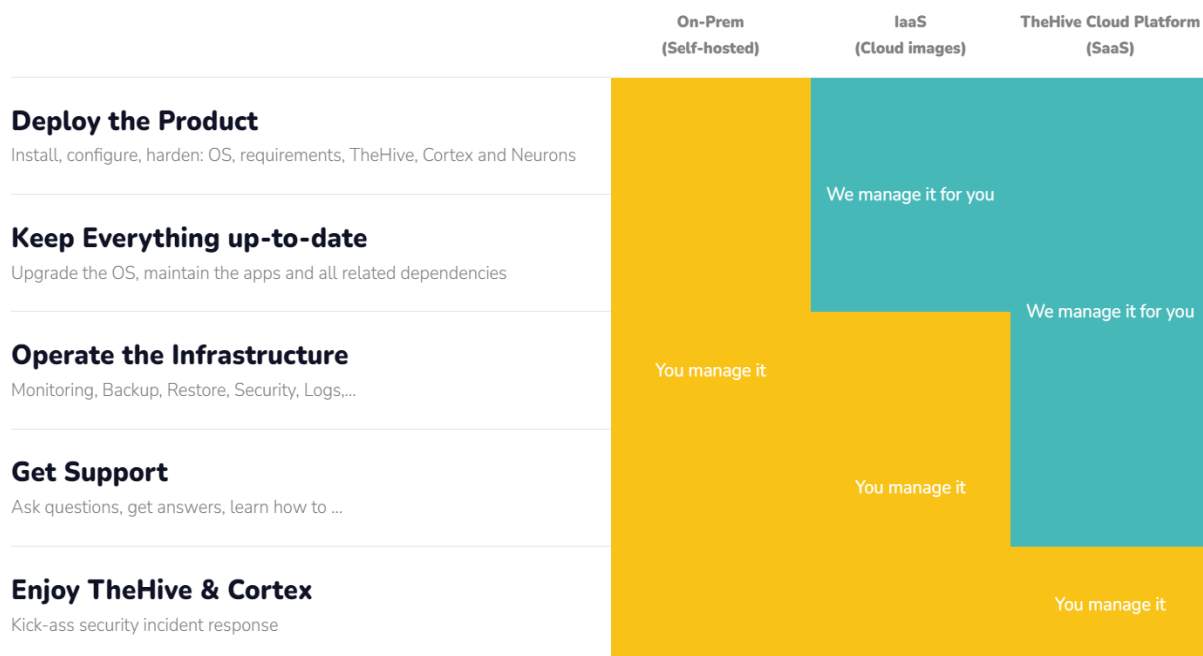 On-Prem
(Self-hosted)
IaaS
(Cloud images)
TheHive Cloud Platform
(SaaS)
Deploy the Product
Install, configure, harden: OS, requirements, TheHive, Cortex and Neurons
We manage it for you
Keep Everything up-to-date
Upgrade the OS, maintain the apps and all related dependencies
We manage it for you
Operate the Infrastructure
Monitoring, Backup, Restore, Security, Logs,...
You manage it
Get Support
Ask questions, get answers, learn how to ...
You manage it
Enjoy TheHive & Cortex
Kick-ass security incident response
You manage it